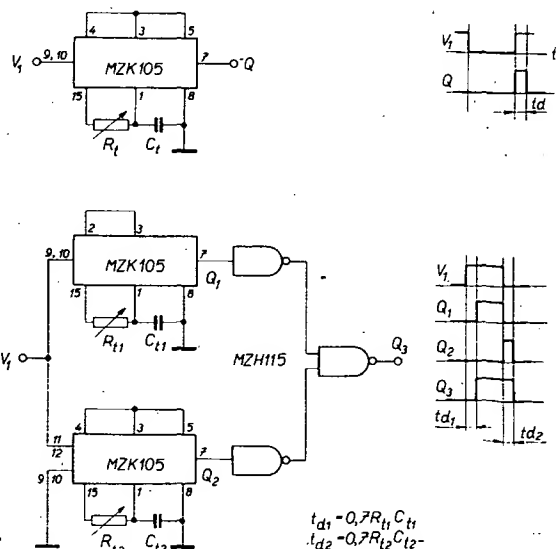 4 3 5
V1 9, 10 MZK105 7 Q
15 1 8
Rt Ct
V1 t
Q
td
2 3
9, 10 MZK105 7 Q1
15 1 8
Rt1 Ct1
V1
MZH115 Q3
4 3 5
11
12 MZK105 7 Q2
9 10
15 1 8
Ct2
V1
Q1
Q2
Q3
td1 td2
td1 = 0,7Rt1 Ct1
td2 = 0,7Rt2 Ct2